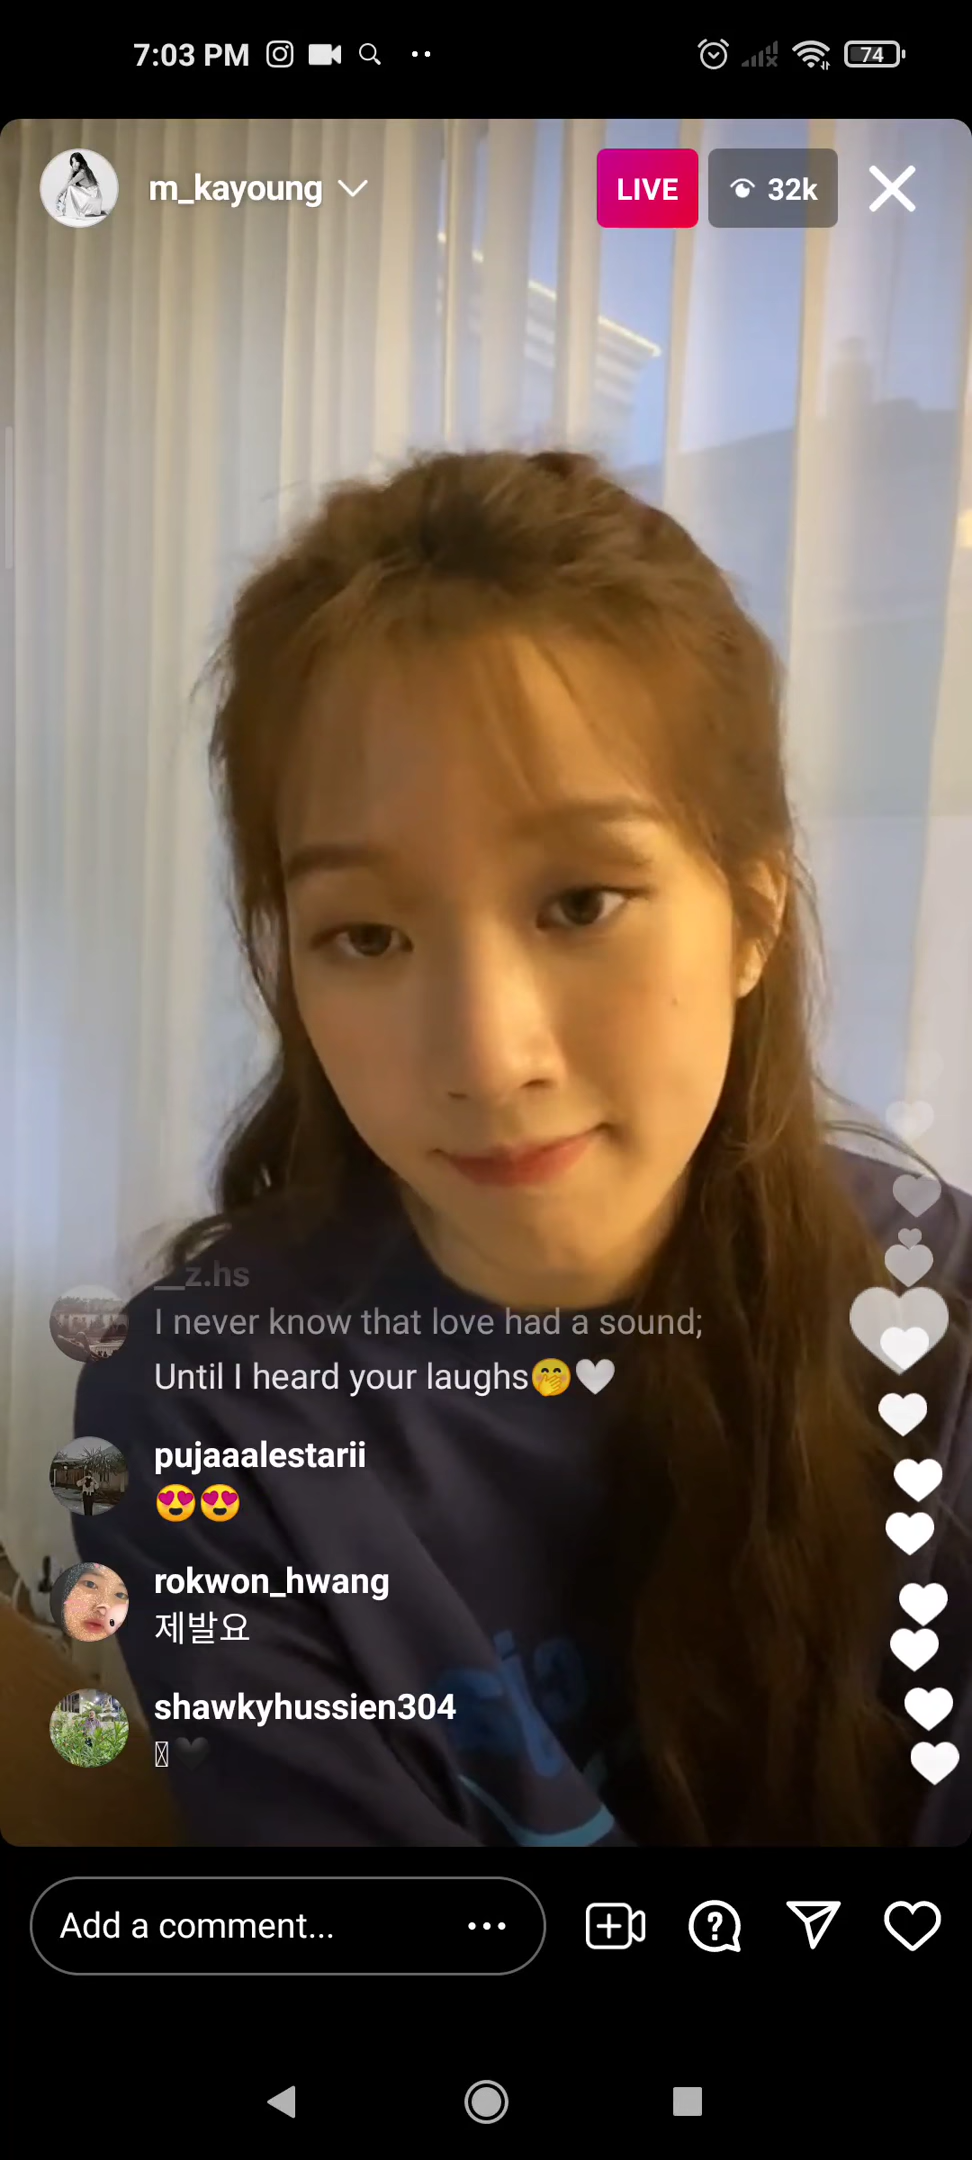 7:03 PM
74
m_kayoung
LIVE
32k
__z.hs
I never know that love had a sound;
Until I heard your laughs🤭🤍
pujaaalestarii
😍😍
rokwon_hwang
제발요
shawkyhussien304
🖤
Add a comment...